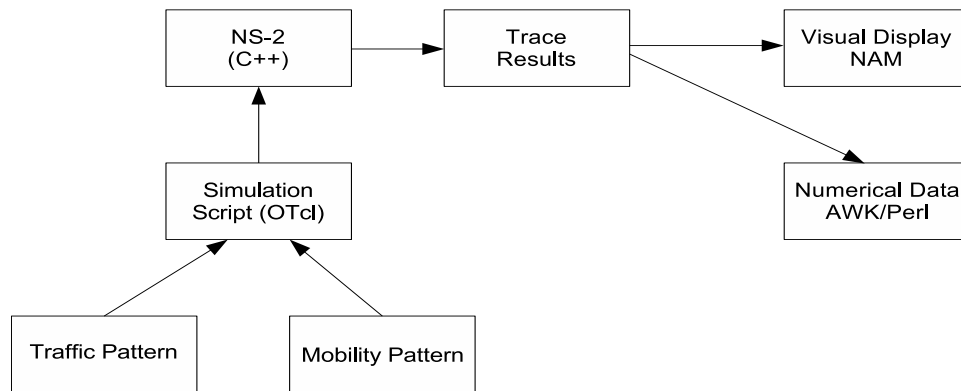 NS-2
(C++)
Trace
Results
Visual Display
NAM
Simulation
Script (OTcl)
Numerical Data
AWK/Perl
Traffic Pattern
Mobility Pattern